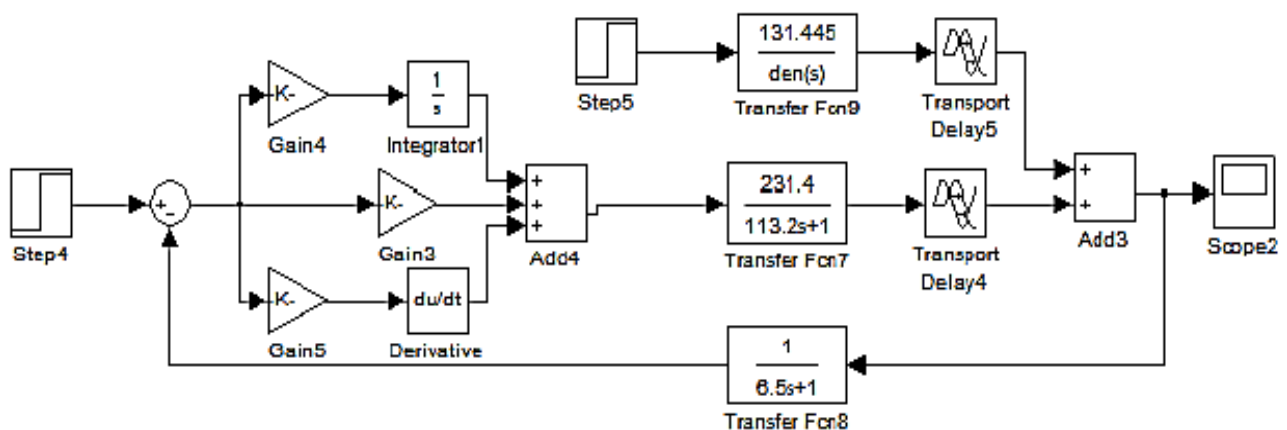 131.445
den(s)
Step5
Transfer Fcn9
Transport
Delay5
K-
Gain4
1
s
Integrator1
Step4
+
-
K-
Gain3
+
+
+
Add4
231.4
113.2s+1
Transfer Fcn7
Transport
Delay4
+
+
Add3
Scope2
K-
Gain5
du/dt
Derivative
1
6.5s+1
Transfer Fcn8